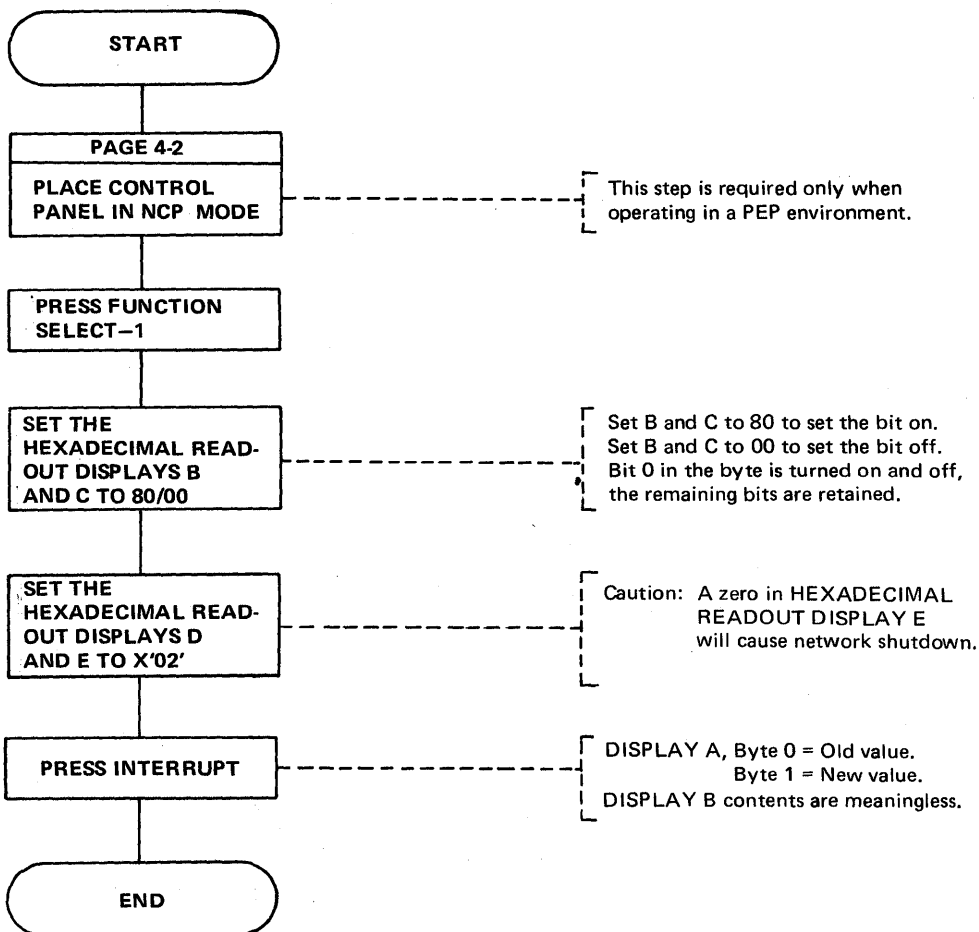 START
PAGE 4-2
PLACE CONTROL
PANEL IN NCP MODE
This step is required only when
operating in a PEP environment.
PRESS FUNCTION
SELECT—1
SET THE
HEXADECIMAL READ-
OUT DISPLAYS B
AND C TO 80/00
Set B and C to 80 to set the bit on.
Set B and C to 00 to set the bit off.
Bit 0 in the byte is turned on and off,
the remaining bits are retained.
SET THE
HEXADECIMAL READ-
OUT DISPLAYS D
AND E TO X'02'
Caution: A zero in HEXADECIMAL
READOUT DISPLAY E
will cause network shutdown.
PRESS INTERRUPT
DISPLAY A, Byte 0 = Old value.
Byte 1 = New value.
DISPLAY B contents are meaningless.
END